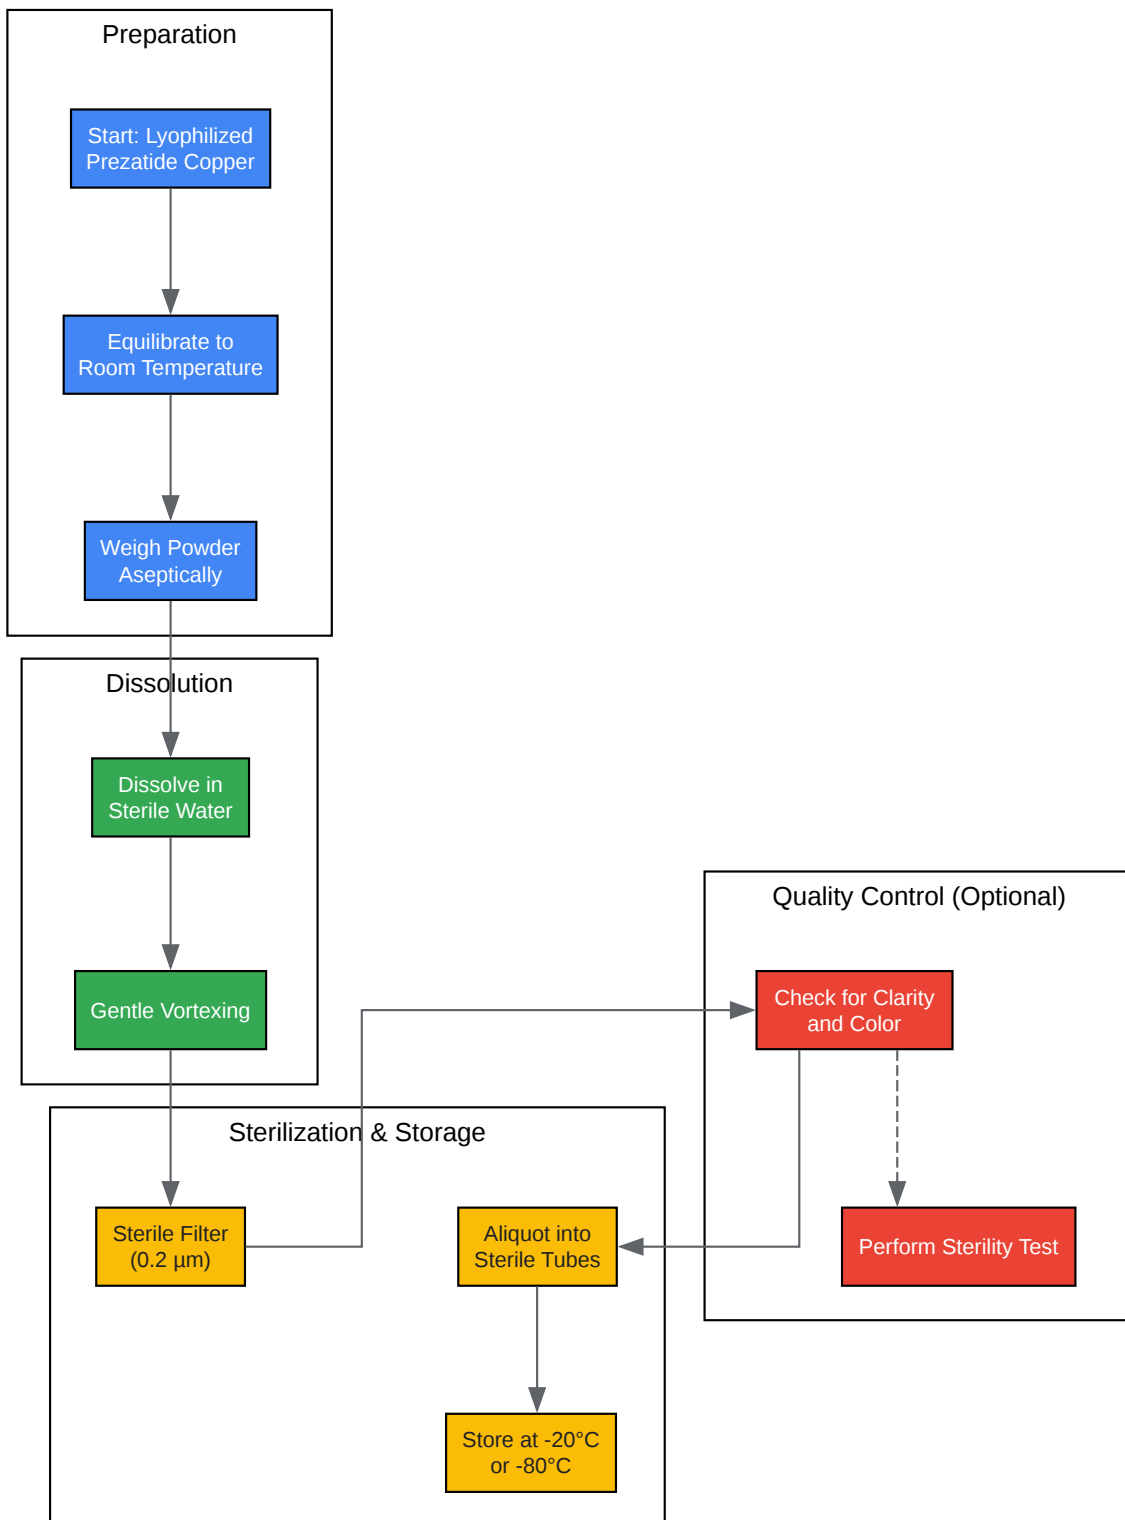 Preparation
Start: Lyophilized
Prezatide Copper
Equilibrate to
Room Temperature
Weigh Powder
Aseptically
Dissolution
Dissolve in
Sterile Water
Gentle Vortexing
Quality Control (Optional)
Check for Clarity
and Color
Perform Sterility Test
Sterilization & Storage
Sterile Filter
(0.2 µm)
Aliquot into
Sterile Tubes
Store at -20°C
or -80°C